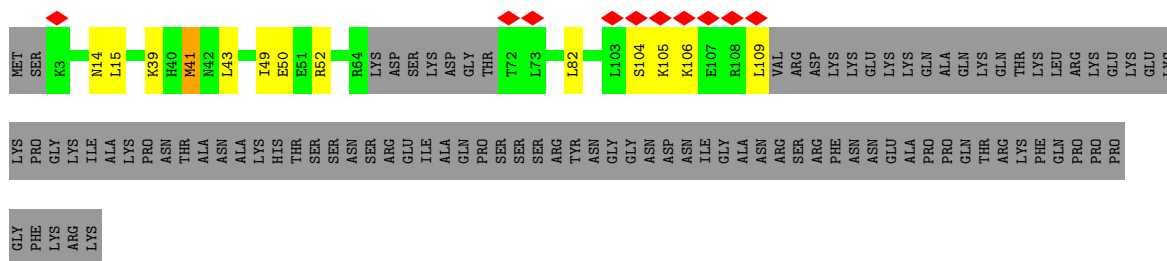 MET SER K3 N14 L15 K39 H40 M41 N42 L43 I49 E50 E51 R52 R64 LYS ASP SER LYS ASP GLY THR T72 L73 L82 L103 S104 K105 K106 E107 R108 L109 VAL ARG ASP LYS LYS GLU LYS LYS GLN ALA GLN LYS GLN THR LYS LEU ARG LYS GLU LYS GLU LYS
LYS PRO GLY LYS ILE ALA LYS PRO ASN THR ALA ASN ALA LYS HIS THR SER SER ASN SER ARG GLU ILE ALA GLN PRO SER SER SER ARG TYR ASN GLY GLY ASN ASP ASN ILE GLY ALA ASN ARG SER ARG PHE ASN ASN GLU ALA PRO PRO GLN THR ARG LYS PHE GLN PRO PRO PRO
GLY PHE LYS ARG LYS